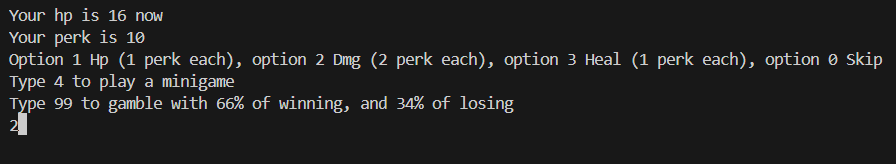 Your hp is 16 now
Your perk is 10
Option 1 Hp (1 perk each), option 2 Dmg (2 perk each), option 3 Heal (1 perk each), option 0 Skip
Type 4 to play a minigame
Type 99 to gamble with 66% of winning, and 34% of losing
2